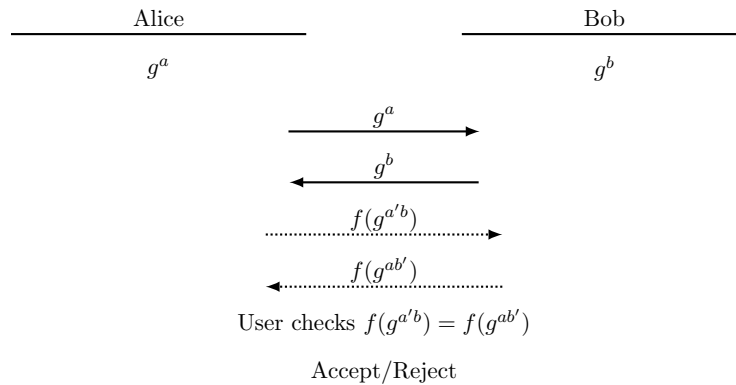 Alice Bob
g^a g^b
g^a
g^b
f(g^{a'b})
f(g^{ab'})
User checks f(g^{a'b}) = f(g^{ab'})
Accept/Reject